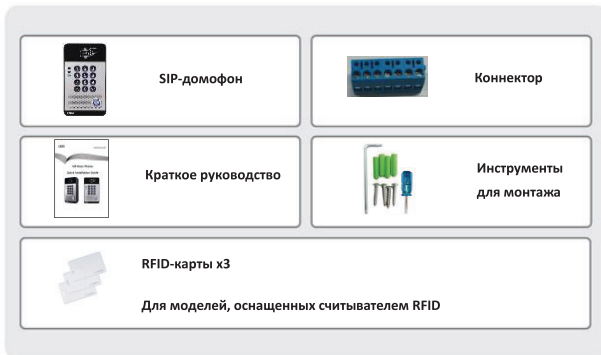 SIP-домофон
Коннектор
Краткое руководство
Инструменты
для монтажа
RFID-карты x3
Для моделей, оснащенных считывателем RFID